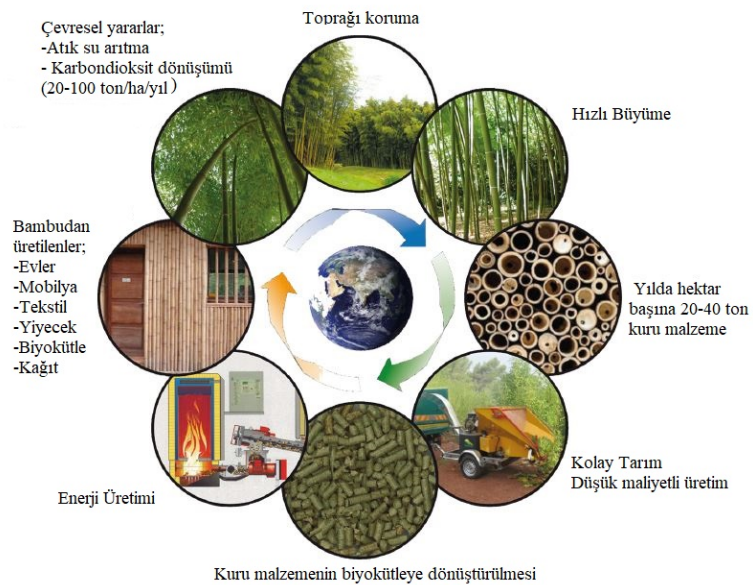 Toprağı koruma
Çevresel yararlar;
-Atık su arıtma
- Karbondioksit dönüşümü
(20-100 ton/ha/yıl)
Hızlı Büyüme
Bambudan
üretilenler;
-Evler
-Mobilya
-Tekstil
-Yiyecek
-Biyokütle
-Kağıt
Yılda hektar
başına 20-40 ton
kuru malzeme
Kolay Tarım
Düşük maliyetli üretim
Enerji Üretimi
Kuru malzemenin biyokütleye dönüştürülmesi